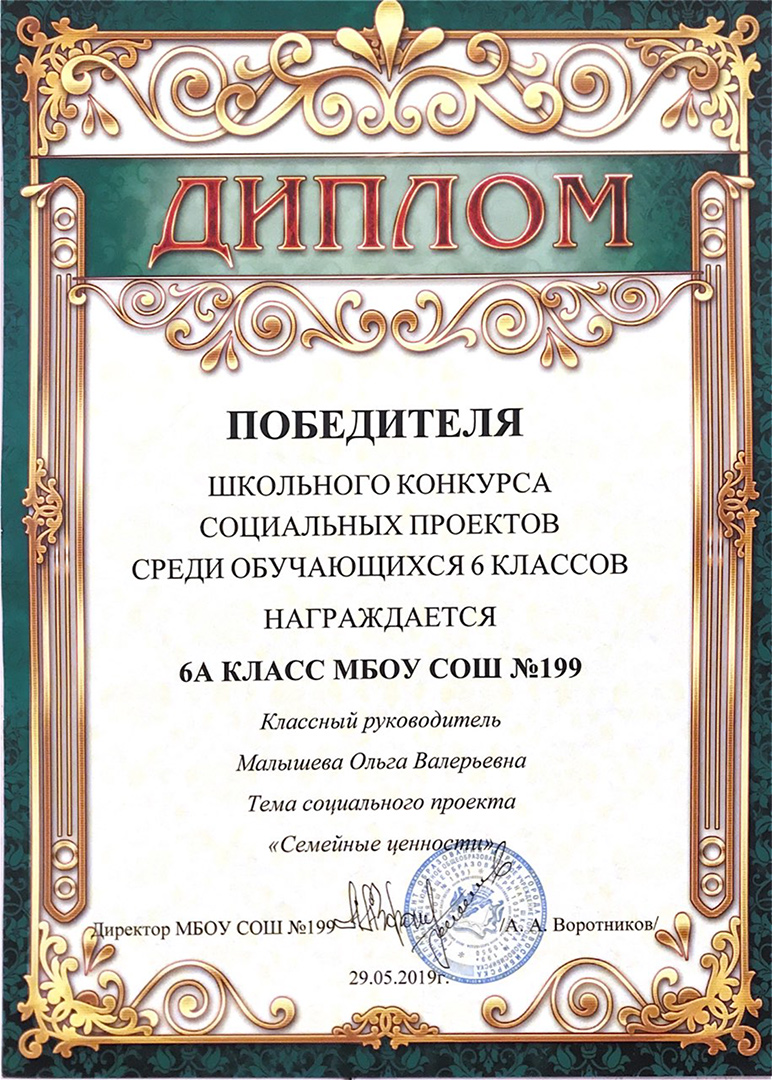 ДИПЛОМ
ПОБЕДИТЕЛЯ
ШКОЛЬНОГО КОНКУРСА
СОЦИАЛЬНЫХ ПРОЕКТОВ
СРЕДИ ОБУЧАЮЩИХСЯ 6 КЛАССОВ
НАГРАЖДАЕТСЯ
6А КЛАСС МБОУ СОШ №199
Классный руководитель
Малышева Ольга Валерьевна
Тема социального проекта
«Семейные ценности»
Директор МБОУ СОШ №199 /А. А. Воротников/
29.05.2019г.